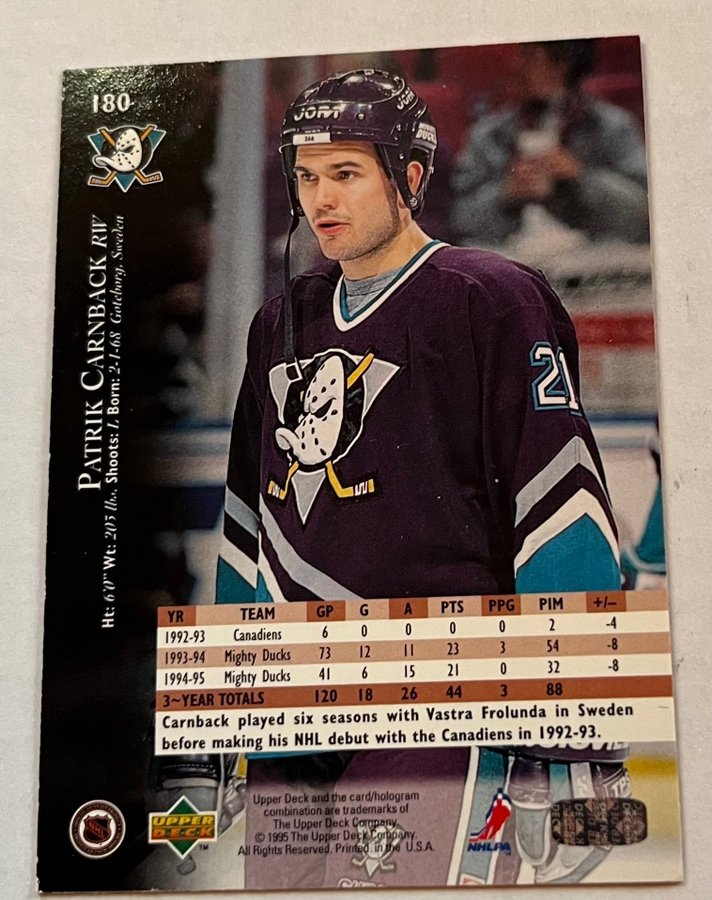 180
PATRIK CARNBACK RW
Ht: 6'0" Wt: 205 lbs. Shoots: L Born: 2-1-68 Goteborg, Sweden
JOFA
21
YR TEAM GP G A PTS PPG PIM +/–
1992-93 Canadiens 6 0 0 0 0 2 -4
1993-94 Mighty Ducks 73 12 11 23 3 54 -8
1994-95 Mighty Ducks 41 6 15 21 0 32 -8
3~YEAR TOTALS 120 18 26 44 3 88
Carnback played six seasons with Vastra Frolunda in Sweden
before making his NHL debut with the Canadiens in 1992-93.
Upper Deck and the card/hologram
combination are trademarks of
The Upper Deck Company.
© 1995 The Upper Deck Company.
All Rights Reserved. Printed in the U.S.A.
NHL
UPPER
DECK
TM
NHLPA